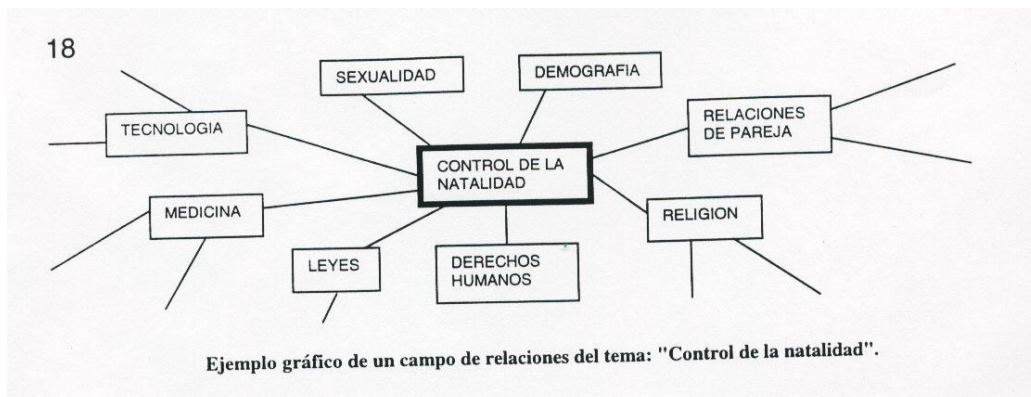 18
SEXUALIDAD
DEMOGRAFIA
TECNOLOGIA
RELACIONES
DE PAREJA
CONTROL DE LA
NATALIDAD
MEDICINA
RELIGION
LEYES
DERECHOS
HUMANOS
Ejemplo gráfico de un campo de relaciones del tema: "Control de la natalidad".